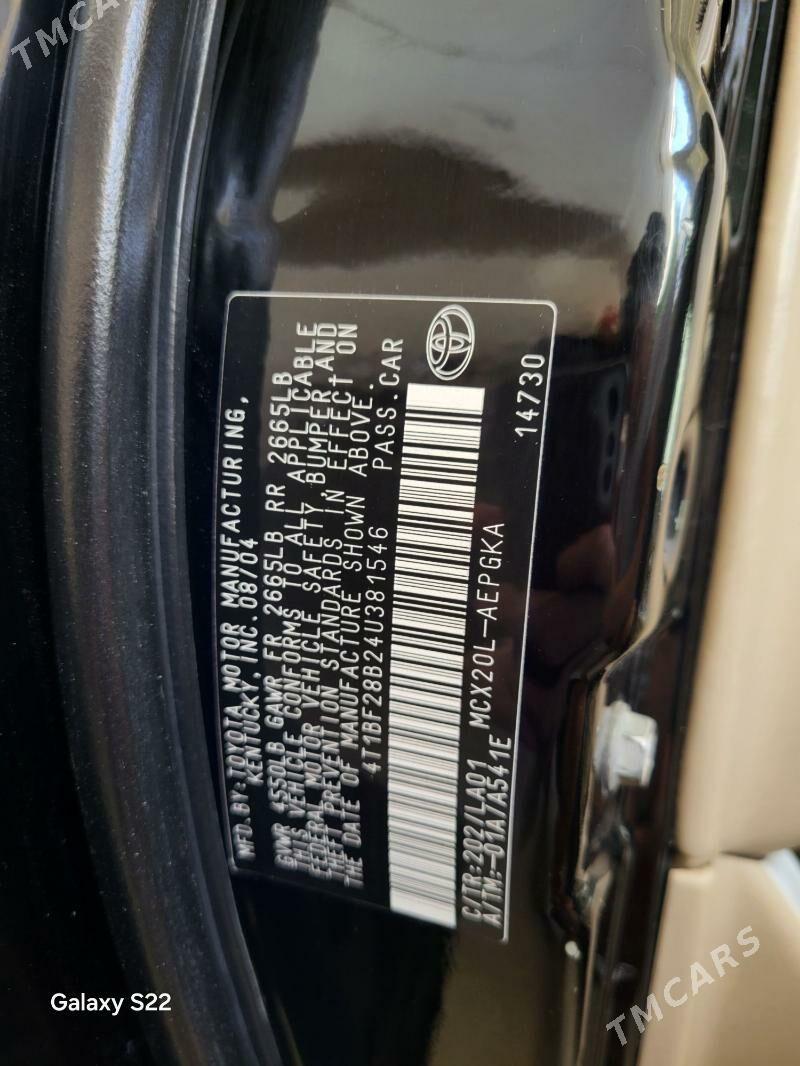 TMCARS
MFD.BY:TOYOTA MOTOR MANUFACTURING,
KENTUCKY, INC.08/04
GVWR 4550LB GAWR FR 2665LB RR 2665LB
THIS VEHICLE CONFORMS TO ALL APPLICABLE
FEDERAL MOTOR VEHICLE SAFETY, BUMPER,AND
THEFT PREVENTION STANDARDS IN EFFECT ON
THE DATE OF MANUFACTURE SHOWN ABOVE.
4T1BF28B24U381546 PASS.CAR
C/TR:202/LA01 MCX20L-AEPGKA
A/TM:-01A/A541E 14730
Galaxy S22
TMCARS